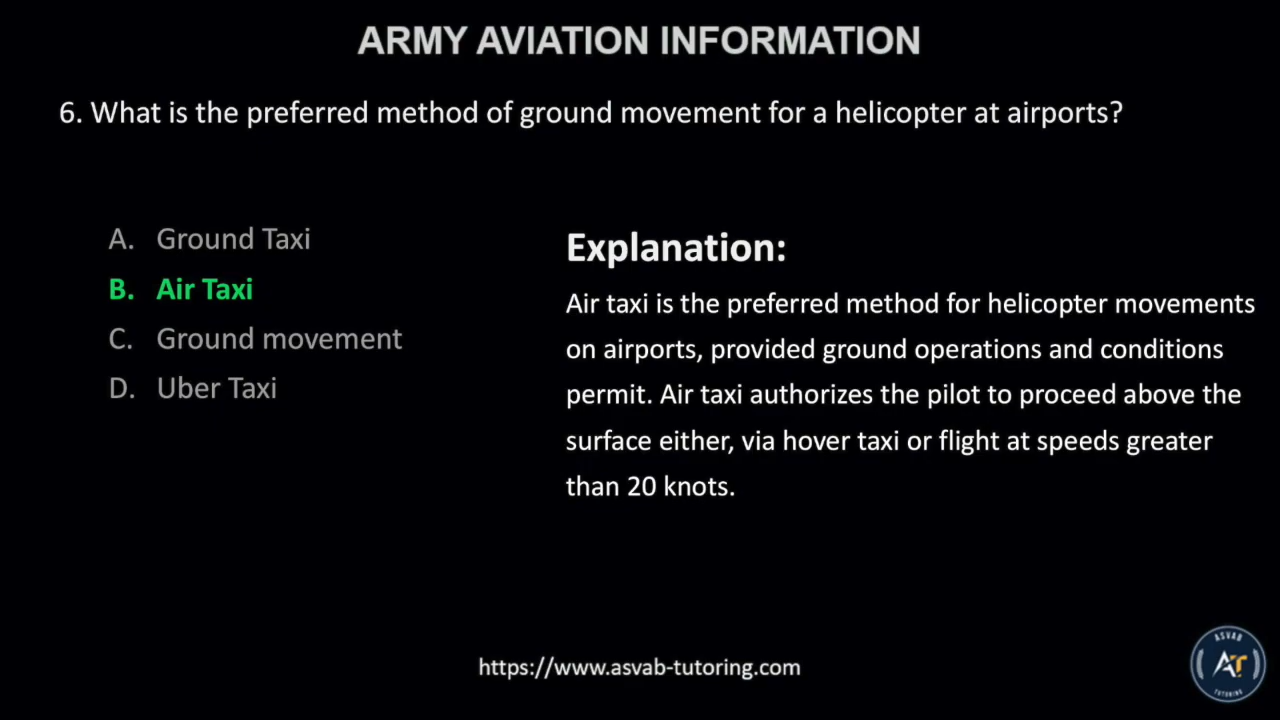 ARMY AVIATION INFORMATION
6. What is the preferred method of ground movement for a helicopter at airports?
A. Ground Taxi
B. Air Taxi
C. Ground movement
D. Uber Taxi
Explanation:
Air taxi is the preferred method for helicopter movements
on airports, provided ground operations and conditions
permit. Air taxi authorizes the pilot to proceed above the
surface either, via hover taxi or flight at speeds greater
than 20 knots.
https://www.asvab-tutoring.com
ASVAB
AT
TUTORING